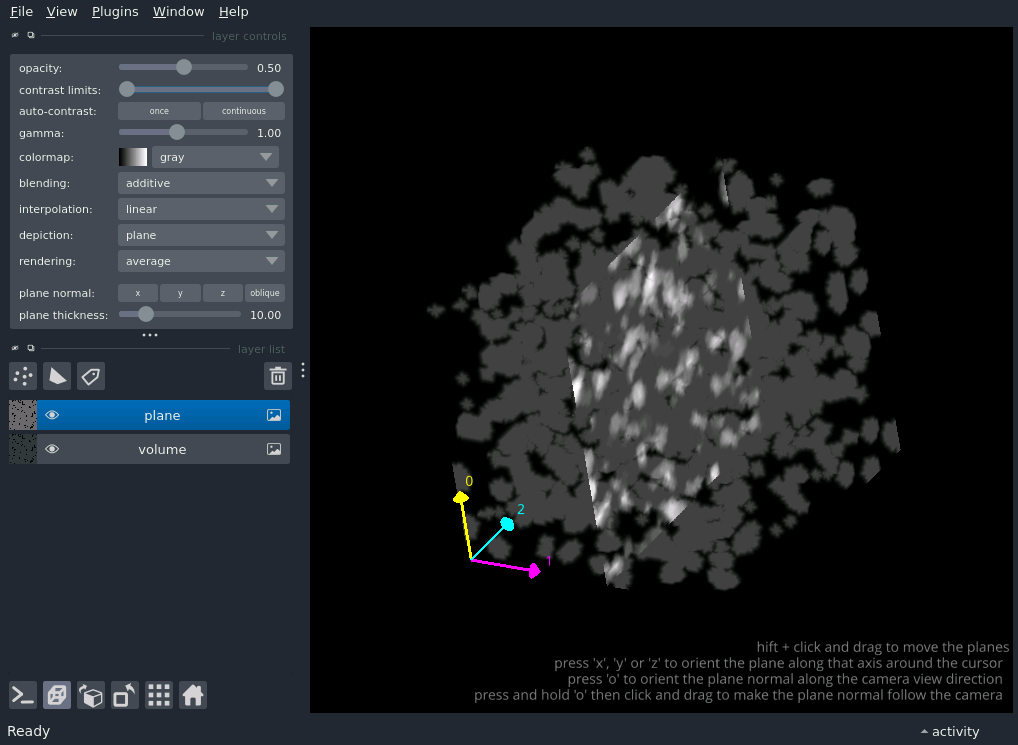 File View Plugins Window Help
layer controls
opacity: 0.50
contrast limits:
auto-contrast: once continuous
gamma: 1.00
colormap: gray
blending: additive
interpolation: linear
depiction: plane
rendering: average
plane normal: x y z oblique
plane thickness: 10.00
layer list
plane
volume
0
2
1
hift + click and drag to move the planes
press 'x', 'y' or 'z' to orient the plane along that axis around the cursor
press 'o' to orient the plane normal along the camera view direction
press and hold 'o' then click and drag to make the plane normal follow the camera
Ready
activity